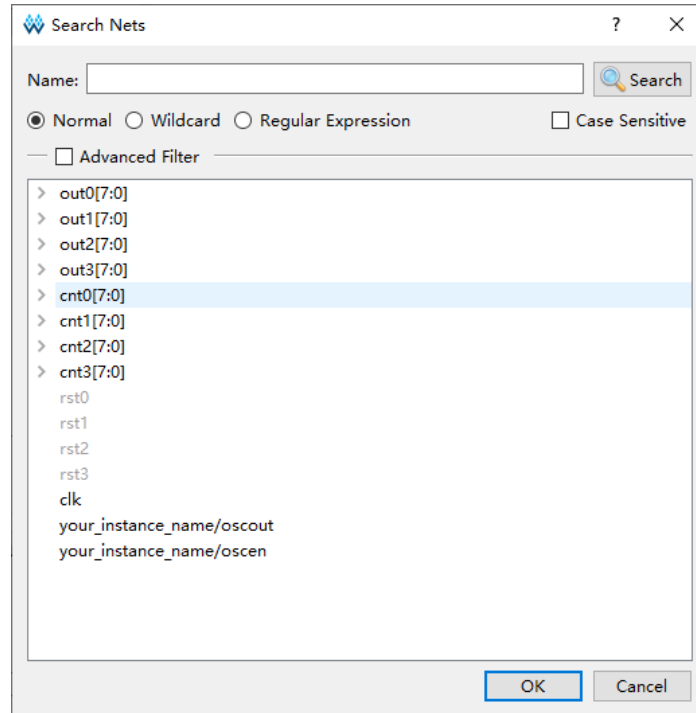 Search Nets ? ×
Name: Search
Normal Wildcard Regular Expression Case Sensitive
Advanced Filter
out0[7:0]
out1[7:0]
out2[7:0]
out3[7:0]
cnt0[7:0]
cnt1[7:0]
cnt2[7:0]
cnt3[7:0]
rst0
rst1
rst2
rst3
clk
your_instance_name/oscout
your_instance_name/oscen
OK Cancel